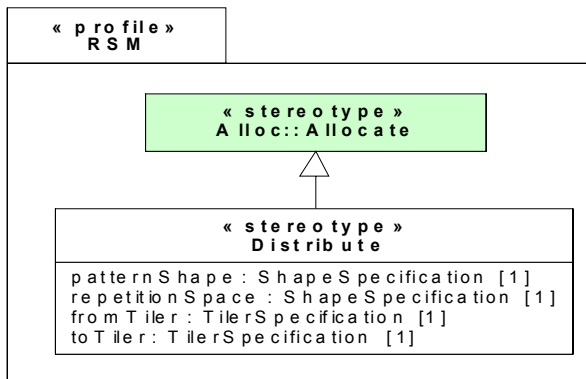 « profile»
RSM
« stereotype»
Alloc::Allocate
« stereotype»
Distribute
patternShape: ShapeSpecification [1]
repetitionSpace: ShapeSpecification [1]
fromTiler: TilerSpecification [1]
toTiler: TilerSpecification [1]